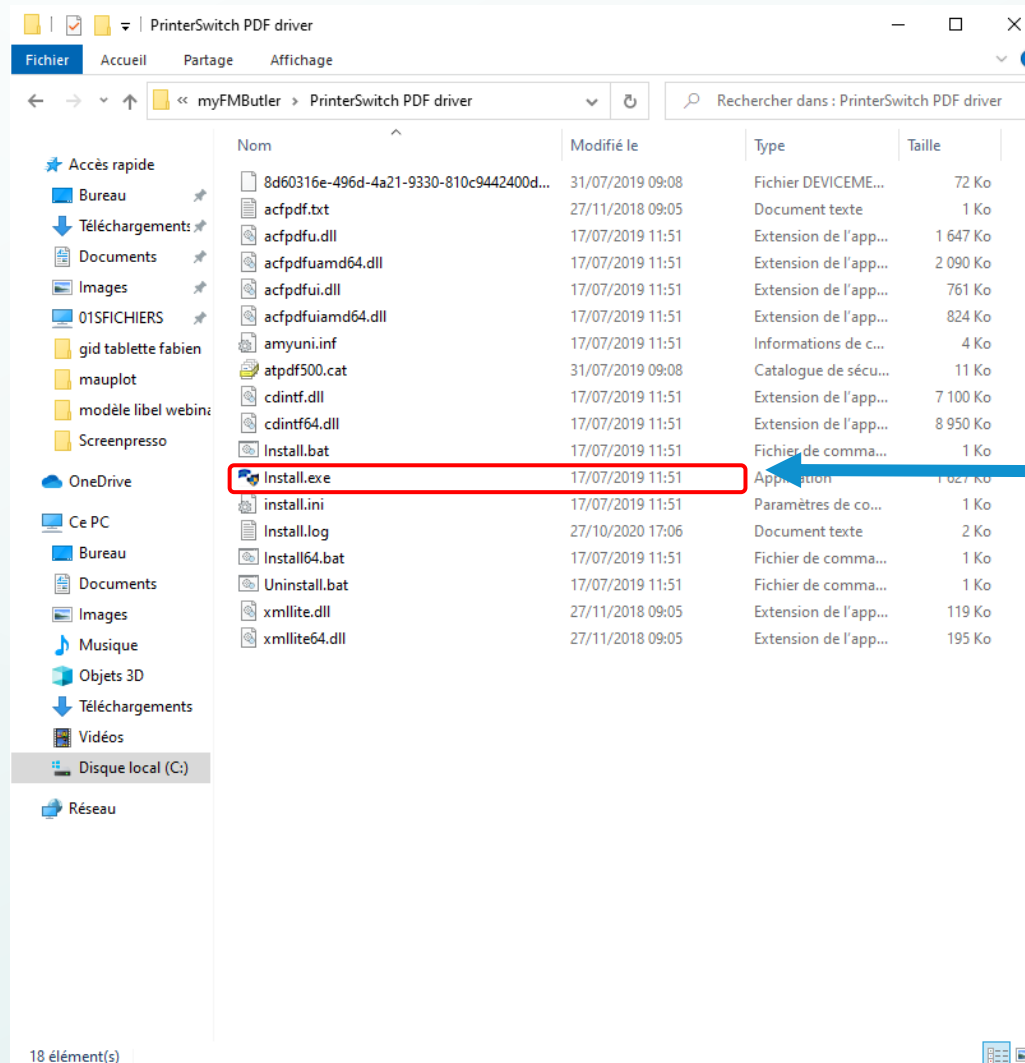 PrinterSwitch PDF driver
Fichier Accueil Partage Affichage
« myFMButler > PrinterSwitch PDF driver Rechercher dans : PrinterSwitch PDF driver
Accès rapide
Bureau
Téléchargements
Documents
Images
01SFICHIERS
gid tablette fabien
mauplot
modèle libel webina
Screenpresso
OneDrive
Ce PC
Bureau
Documents
Images
Musique
Objets 3D
Téléchargements
Vidéos
Disque local (C:)
Réseau
Nom Modifié le Type Taille
8d60316e-496d-4a21-9330-810c9442400d... 31/07/2019 09:08 Fichier DEVICEME... 72 Ko
acfpdf.txt 27/11/2018 09:05 Document texte 1 Ko
acfpdfu.dll 17/07/2019 11:51 Extension de l'app... 1 647 Ko
acfpdfuamd64.dll 17/07/2019 11:51 Extension de l'app... 2 090 Ko
acfpdfui.dll 17/07/2019 11:51 Extension de l'app... 761 Ko
acfpdfuiamd64.dll 17/07/2019 11:51 Extension de l'app... 824 Ko
amyuni.inf 17/07/2019 11:51 Informations de c... 4 Ko
atpdf500.cat 31/07/2019 09:08 Catalogue de sécu... 11 Ko
cdintf.dll 17/07/2019 11:51 Extension de l'app... 7 100 Ko
cdintf64.dll 17/07/2019 11:51 Extension de l'app... 8 950 Ko
Install.bat 17/07/2019 11:51 Fichier de comma... 1 Ko
Install.exe 17/07/2019 11:51 Application 1 627 Ko
install.ini 17/07/2019 11:51 Paramètres de co... 1 Ko
Install.log 27/10/2020 17:06 Document texte 2 Ko
Install64.bat 17/07/2019 11:51 Fichier de comma... 1 Ko
Uninstall.bat 17/07/2019 11:51 Fichier de comma... 1 Ko
xmllite.dll 27/11/2018 09:05 Extension de l'app... 119 Ko
xmllite64.dll 27/11/2018 09:05 Extension de l'app... 195 Ko
18 élément(s)